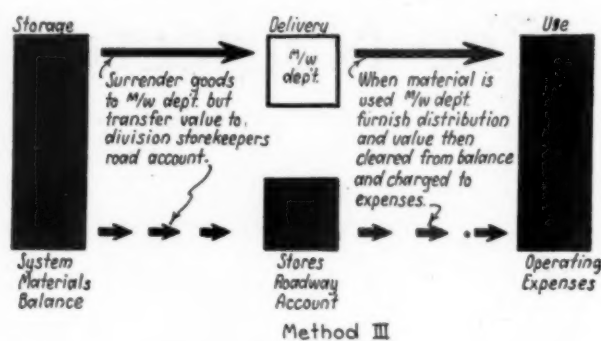 Storage
Delivery
Use
M/W
dep't.
Surrender goods
to M/W dep't. but
transfer value to
division storekeepers
road account.
When material is
used M/W dept.
furnish distribution
and value then
cleared from balance
and charged to
expenses.
System
Materials
Balance
Stores
Roadway
Account
Operating
Expenses
Method III